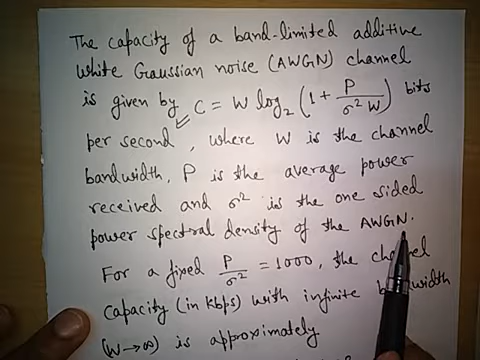 The capacity of a band-limited additive
White Gaussian noise (AWGN) channel
is given by C = W log₂ (1 + P/σ² W) bits
per second, where W is the channel
bandwidth, P is the average power
received and σ² is the one sided
power spectral density of the AWGN.
For a fixed P/σ² = 1000, the channel
capacity (in kbps) with infinite bandwidth
(W → ∞) is approximately